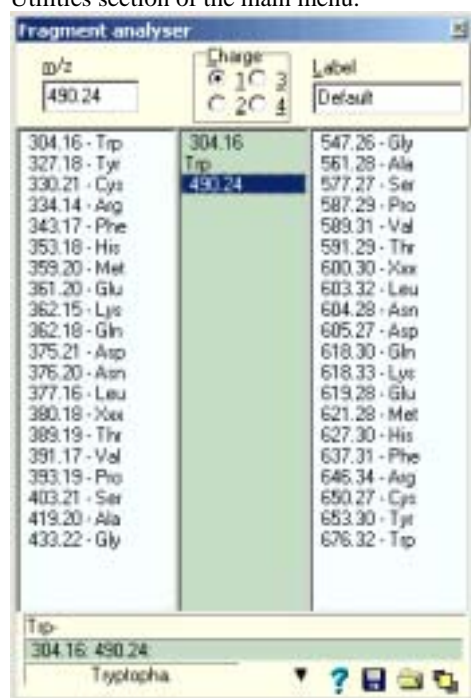 Utilities section of the main menu.
Fragment analyser
m/z
490.24
Charge
1 3
2 4
Label
Default
304.16 - Trp
327.18 - Tyr
330.21 - Cys
334.14 - Arg
343.17 - Phe
353.18 - His
359.20 - Met
361.20 - Glu
362.15 - Lys
362.18 - Gln
375.21 - Asp
376.20 - Asn
377.16 - Leu
380.18 - Xxx
389.19 - Thr
391.17 - Val
393.19 - Pro
403.21 - Ser
419.20 - Ala
433.22 - Gly
304.16
Trp
490.24
547.26 - Gly
561.28 - Ala
577.27 - Ser
587.29 - Pro
589.31 - Val
591.29 - Thr
600.30 - Xxx
603.32 - Leu
604.28 - Asn
605.27 - Asp
618.30 - Gln
618.33 - Lys
619.28 - Glu
621.28 - Met
627.30 - His
637.31 - Phe
646.34 - Arg
650.27 - Cys
653.30 - Tyr
676.32 - Trp
Trp-
304.16: 490.24
Tryptopha